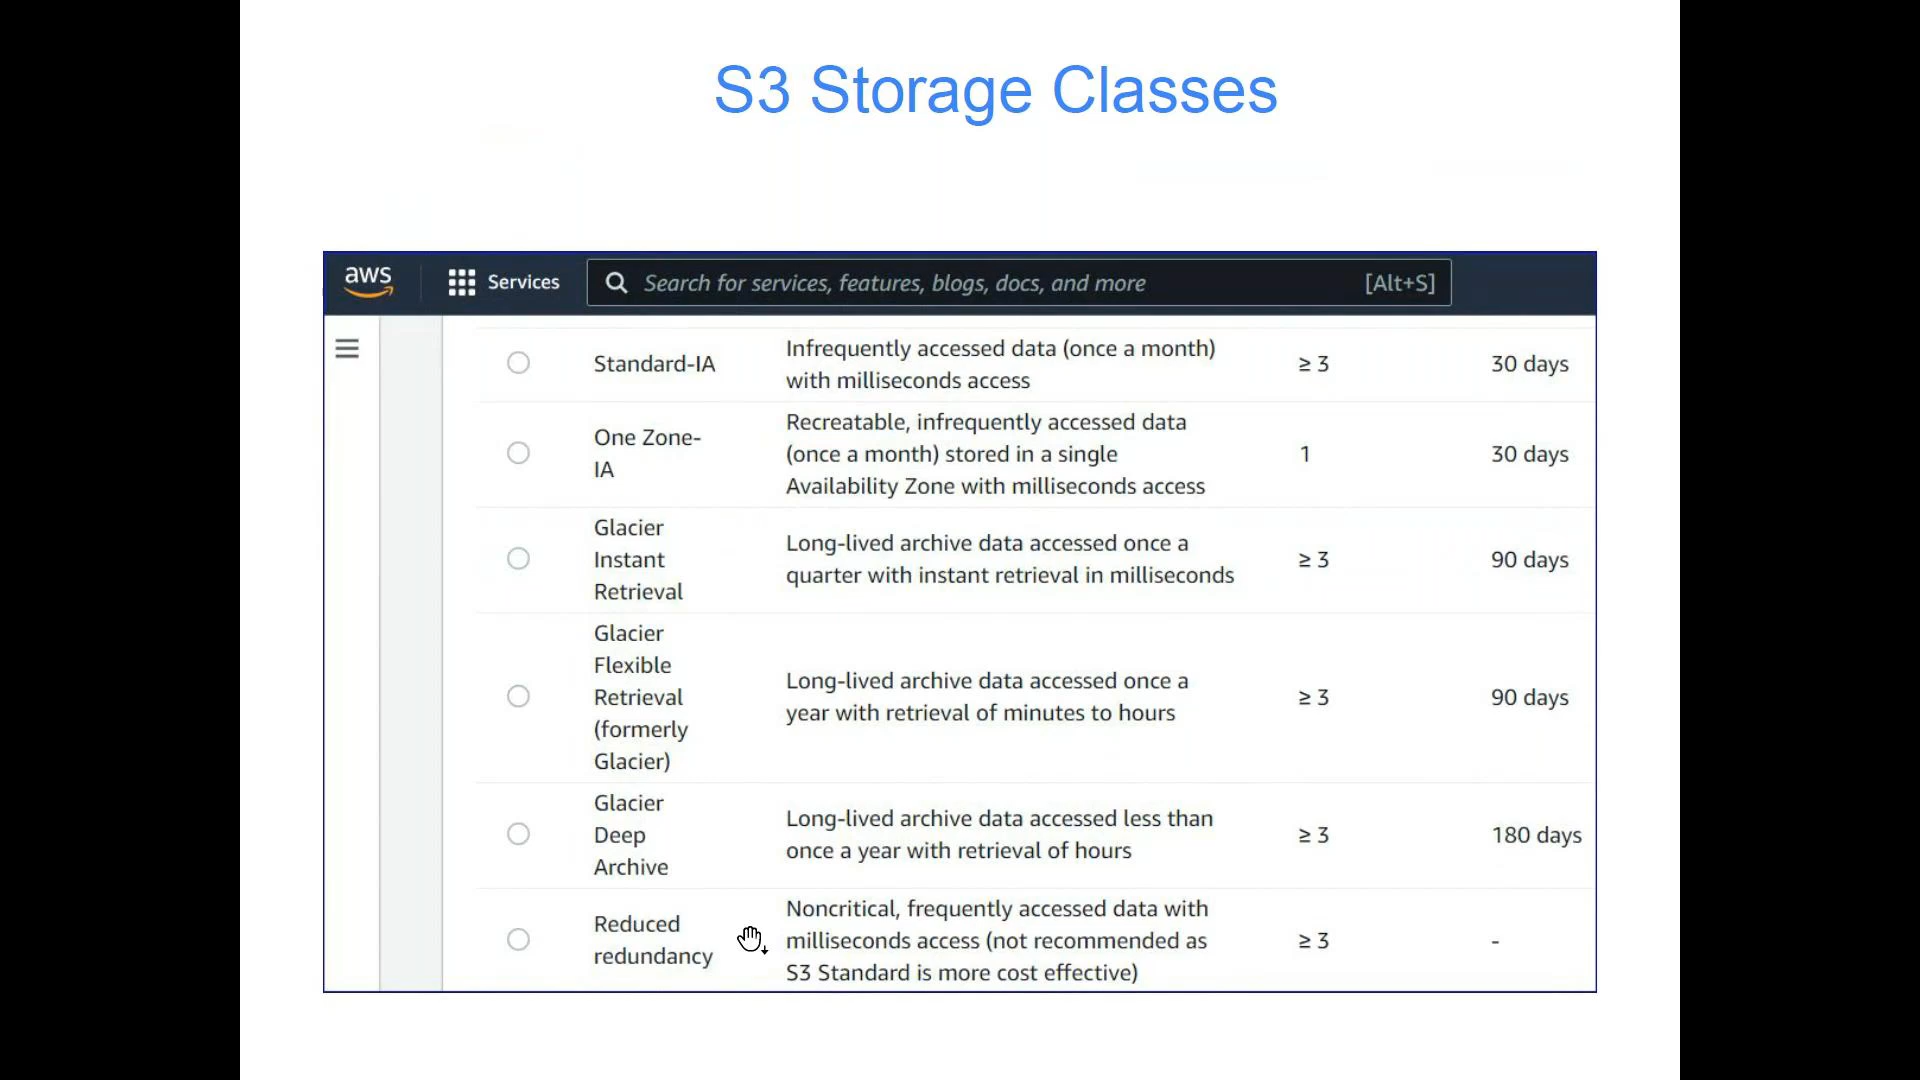 S3 Storage Classes
aws
Services
Search for services, features, blogs, docs, and more
[Alt+S]
Standard-IA
Infrequently accessed data (once a month)
with milliseconds access
≥ 3
30 days
One Zone-
IA
Recreatable, infrequently accessed data
(once a month) stored in a single
Availability Zone with milliseconds access
1
30 days
Glacier
Instant
Retrieval
Long-lived archive data accessed once a
quarter with instant retrieval in milliseconds
≥ 3
90 days
Glacier
Flexible
Retrieval
(formerly
Glacier)
Long-lived archive data accessed once a
year with retrieval of minutes to hours
≥ 3
90 days
Glacier
Deep
Archive
Long-lived archive data accessed less than
once a year with retrieval of hours
≥ 3
180 days
Reduced
redundancy
Noncritical, frequently accessed data with
milliseconds access (not recommended as
S3 Standard is more cost effective)
≥ 3
-